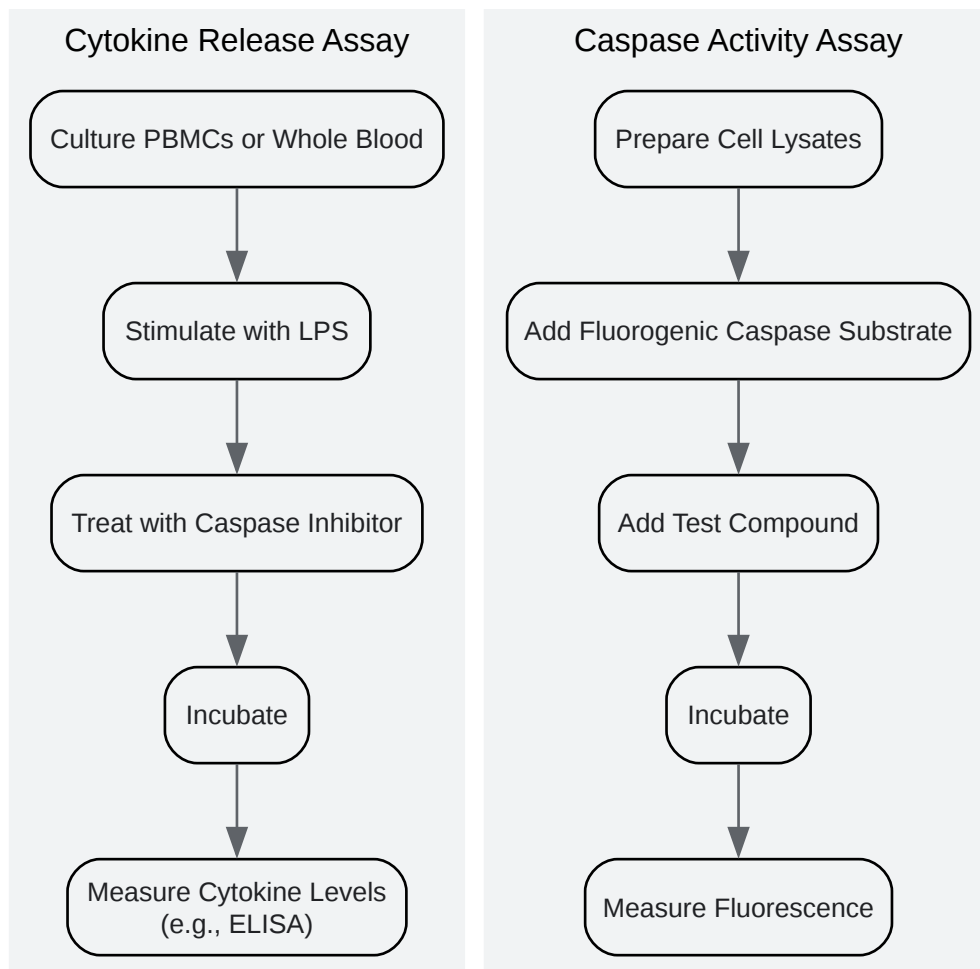 Cytokine Release Assay
Culture PBMCs or Whole Blood
Stimulate with LPS
Treat with Caspase Inhibitor
Incubate
Measure Cytokine Levels
(e.g., ELISA)
Caspase Activity Assay
Prepare Cell Lysates
Add Fluorogenic Caspase Substrate
Add Test Compound
Incubate
Measure Fluorescence